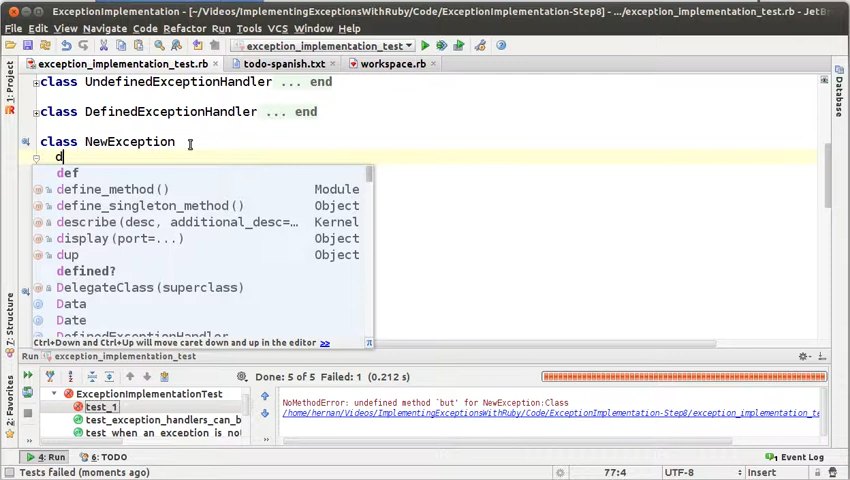 ExceptionImplementation - [~/Videos/ImplementingExceptionsWithRuby/Code/ExceptionImplementation-Step8] - .../exception_implementation_test.rb - JetBr
File Edit View Navigate Code Refactor Run Tools VCS Window Help
exception_implementation_test
exception_implementation_test.rb todo-spanish.txt workspace.rb
1: Project
Database
class UndefinedExceptionHandler ... end
class DefinedExceptionHandler ... end
class NewException
d
def
define_method() Module
define_singleton_method() Object
describe(desc, additional_desc=... Kernel
display(port=...) Object
dup Object
defined?
DelegateClass(superclass)
Data
Date
DefinedExceptionHandler
Ctrl+Down and Ctrl+Up will move caret down and up in the editor >>
7: Structure
2: Favorites
Run exception_implementation_test
Done: 5 of 5 Failed: 1 (0.212 s)
ExceptionImplementationTest
test_1
test_exception_handlers_can_b
test when an exception is not
NoMethodError: undefined method `but' for NewException:Class
/home/hernan/Videos/ImplementingExceptionsWithRuby/Code/ExceptionImplementation-Step8/exception_implementation_te
4: Run 6: TODO Event Log
Tests failed (moments ago) 77:4 UTF-8 Insert